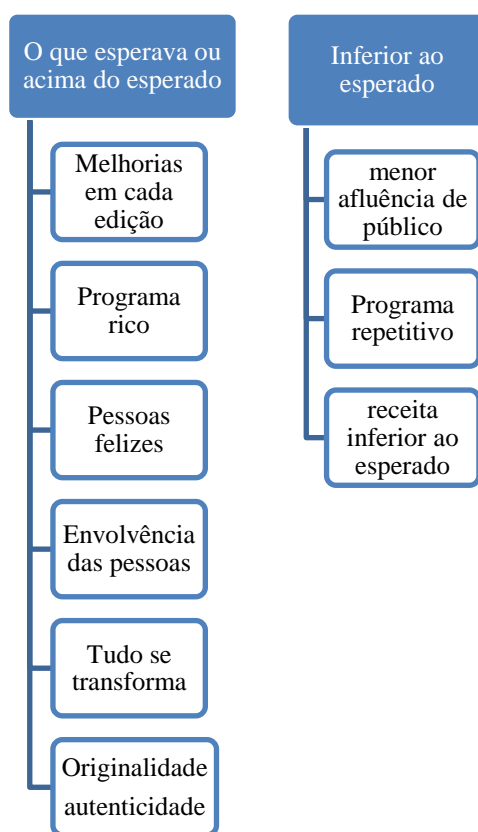 O que esperava ou
acima do esperado
Melhorias
em cada
edição
Programa
rico
Pessoas
felizes
Envolvência
das pessoas
Tudo se
transforma
Originalidade
autenticidade
Inferior ao
esperado
menor
afluência de
público
Programa
repetitivo
receita
inferior ao
esperado